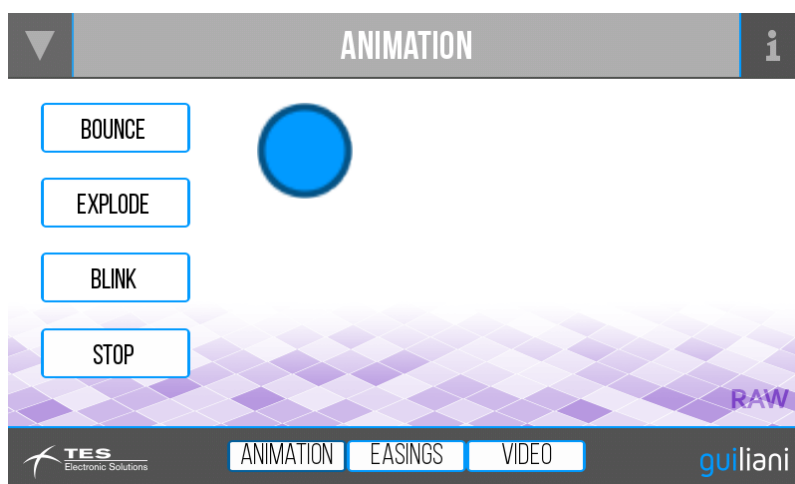 ANIMATION
i
BOUNCE
EXPLODE
BLINK
STOP
RAW
TES
Electronic Solutions
ANIMATION EASINGS VIDEO
guiliani